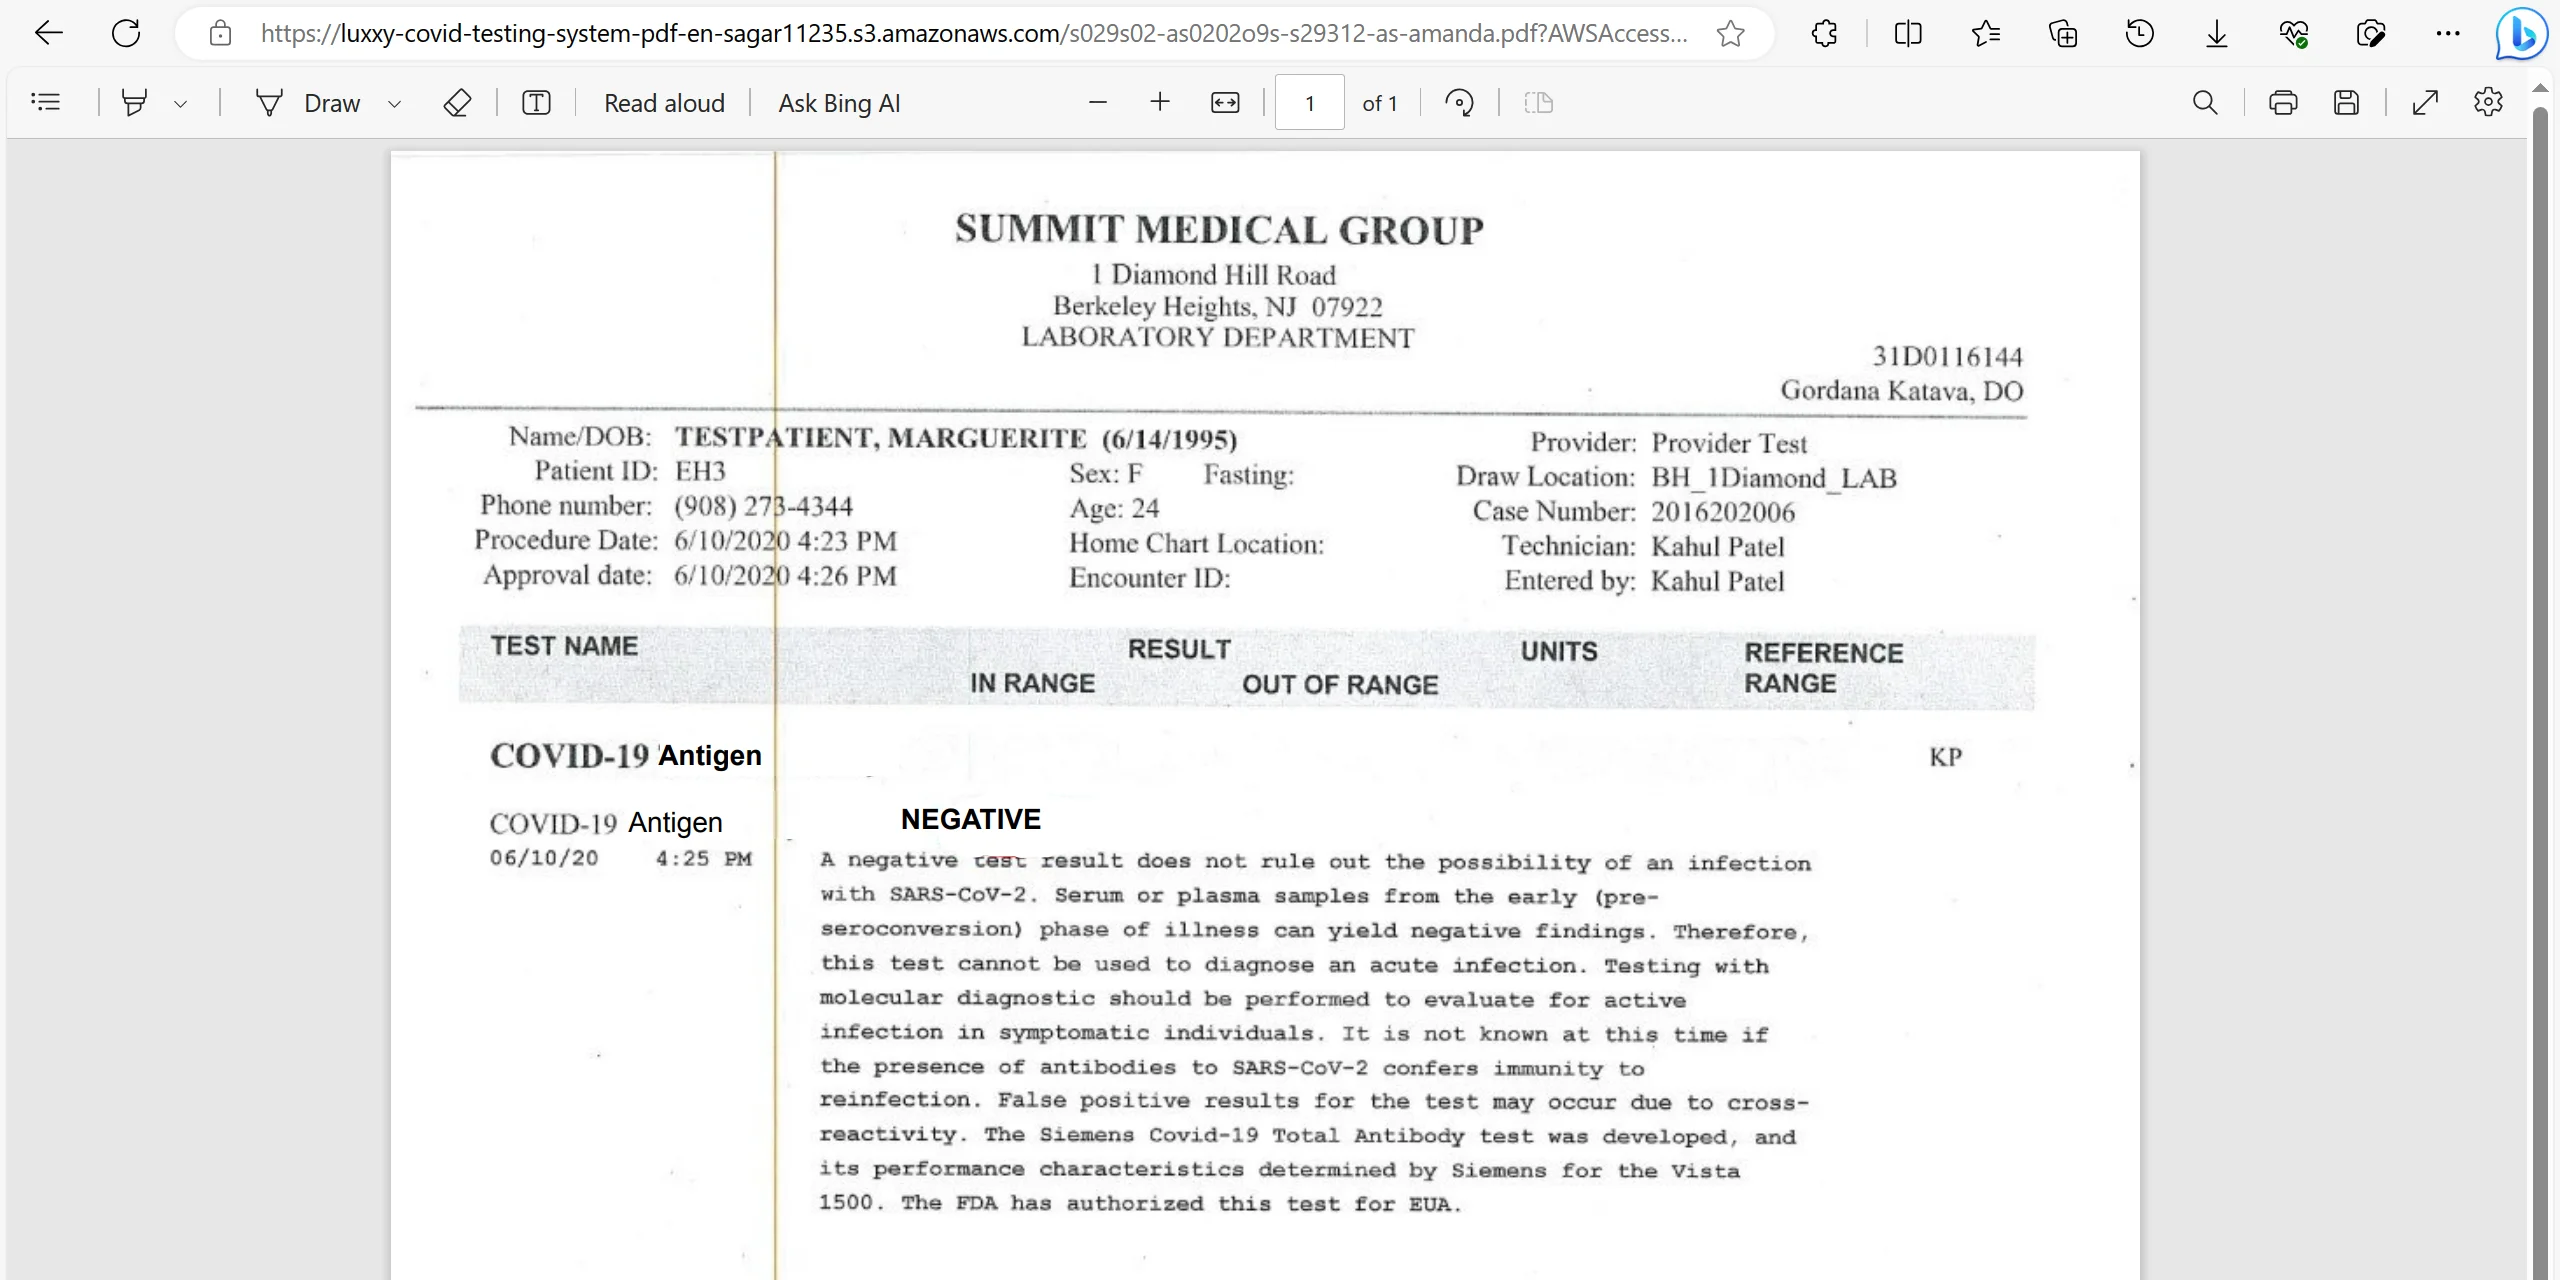 https://luxxy-covid-testing-system-pdf-en-sagar11235.s3.amazonaws.com/s029s02-as0202o9s-s29312-as-amanda.pdf?AWSAccess...
Draw
Read aloud
Ask Bing AI
1 of 1
SUMMIT MEDICAL GROUP
1 Diamond Hill Road
Berkeley Heights, NJ 07922
LABORATORY DEPARTMENT
31D0116144
Gordana Katava, DO
Name/DOB: TESTPATIENT, MARGUERITE (6/14/1995) Provider: Provider Test
Patient ID: EH3 Sex: F Fasting: Draw Location: BH_1Diamond_LAB
Phone number: (908) 273-4344 Age: 24 Case Number: 2016202006
Procedure Date: 6/10/2020 4:23 PM Home Chart Location: Technician: Kahul Patel
Approval date: 6/10/2020 4:26 PM Encounter ID: Entered by: Kahul Patel
TEST NAME RESULT UNITS REFERENCE
IN RANGE OUT OF RANGE RANGE
COVID-19 Antigen KP
COVID-19 Antigen NEGATIVE
06/10/20 4:25 PM A negative test result does not rule out the possibility of an infection
with SARS-CoV-2. Serum or plasma samples from the early (pre-
seroconversion) phase of illness can yield negative findings. Therefore,
this test cannot be used to diagnose an acute infection. Testing with
molecular diagnostic should be performed to evaluate for active
infection in symptomatic individuals. It is not known at this time if
the presence of antibodies to SARS-CoV-2 confers immunity to
reinfection. False positive results for the test may occur due to cross-
reactivity. The Siemens Covid-19 Total Antibody test was developed, and
its performance characteristics determined by Siemens for the Vista
1500. The FDA has authorized this test for EUA.